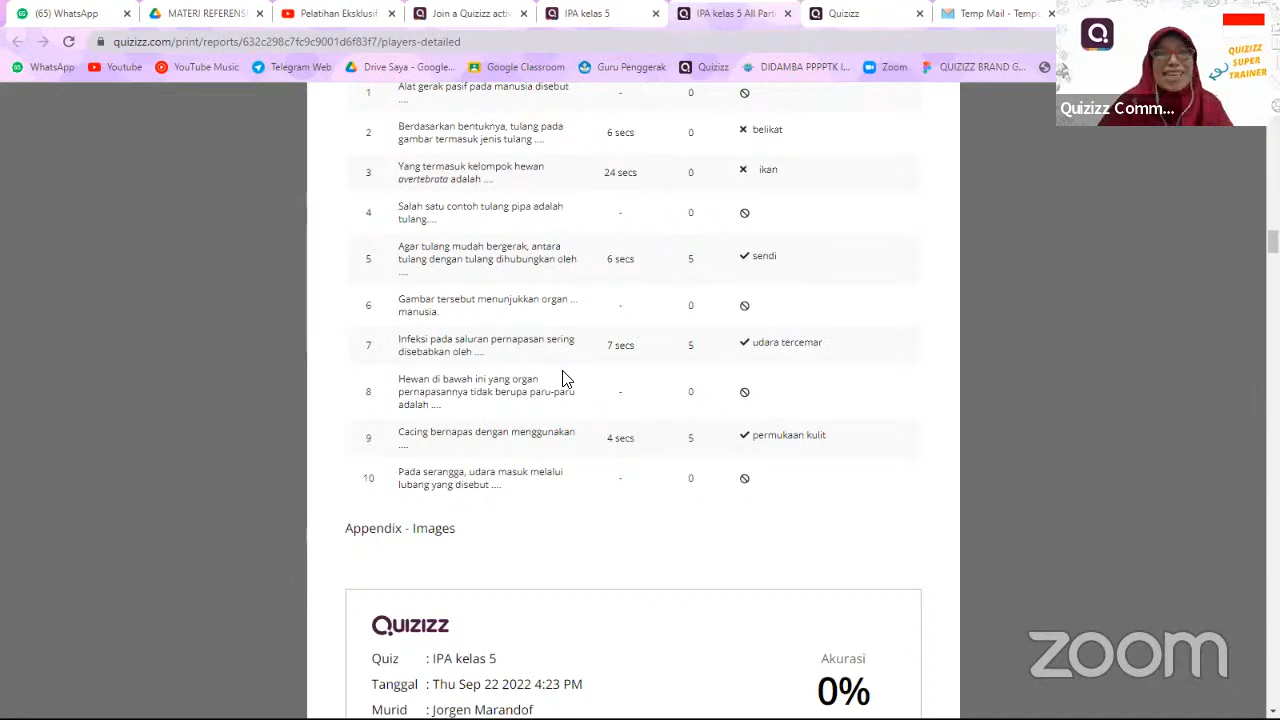 (65) WhatsApp
MATERI REFERENS
Pelatihan Eko
Join a Quizizz acti
IPA kelas 5
IPA kelas 5 All Par
Quizizz
Temp Mail - Temp
quizizz.com/print/reports/632c298c7fc9c9001d6
-detailed
WhatsApp
Youtube
YouTube Music
Telegram Web
Drive Saya - Google...
Google Classroom
Guru Penggerak
Quizizz
DIDAMBA PPPPTK I...
Zoom
QUIZIZZ BRAND G...
QUIZIZZ
SUPER
TRAINER
Quizizz Comm...
Alat gerak pasif pada manusia disebut
....
- 0
2 Berdasarkan bentuknya, tulang pada
gambar termasuk jenis tulang ....
6 secs 0 belikat
3 Yang termasuk kelompok hewan
avertebrata adalah ....
24 secs 0 ikan
4 Salah satu contoh tulang pipa adalah
tulang....
- 0
5 Agar tulang mudah bergerak, antara
tulang dengan tulang dihubungkan oleh
....
6 secs 5 sendi
6 Gambar tersebut menunjukkan organ ...
manusia.
- 0
7 Infeksi pada saluran pernapasan sering
disebabkan oleh ....
7 secs 5 udara tercemar
8 Hewan di bawah ini yang organ
pernapasannya tidak berupa paru-paru
adalah ....
- 0
9 Cacing bernapas dengan menggunakan
....
4 secs 5 permukaan kulit
10 Pada serangga, udara masuk melalui
lubang yang disebut ....
- 0
Appendix - Images
Quizizz
Quiz : IPA kelas 5
Tanggal : Thu Sep 22 2022 4:23 PM
Murid : Jorgen Marandof
Akurasi
0%
zoom